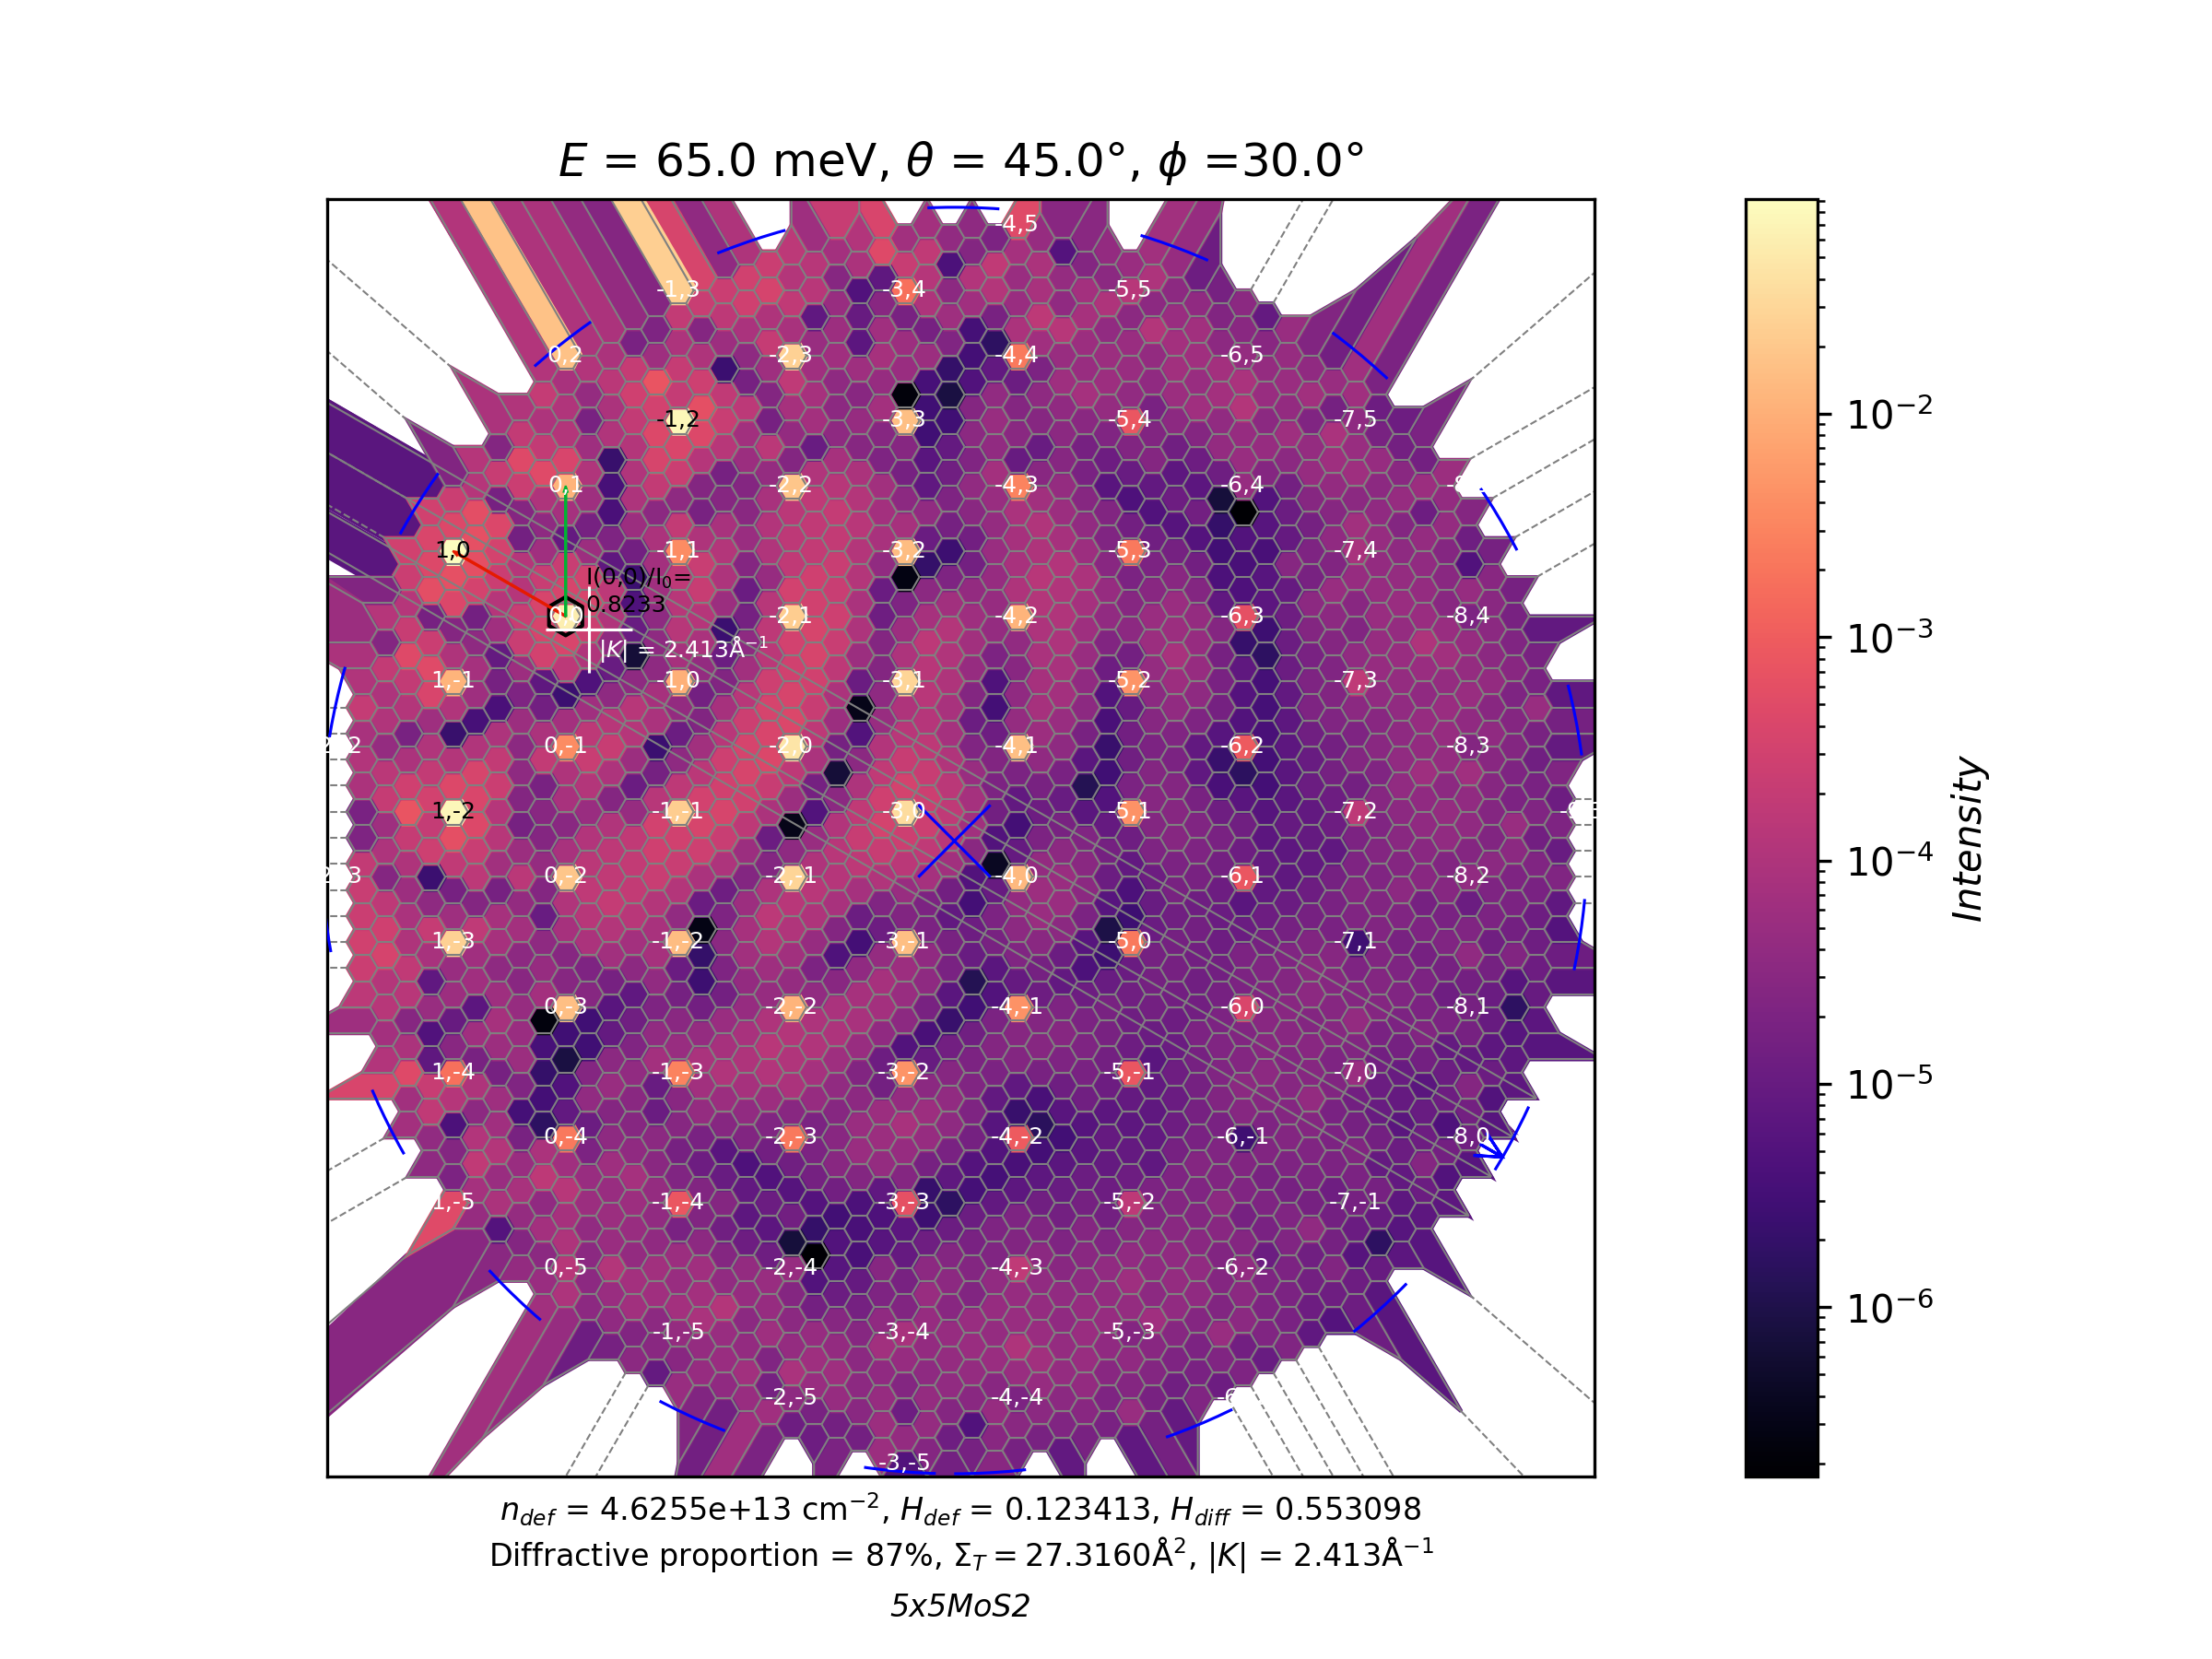 E = 65.0 meV, θ = 45.0°, ϕ =30.0°
-4,5
-1,3 -3,4 -5,5
0,2 -2,3 -4,4 -6,5
-1,2 -3,3 -5,4 -7,5
0,1 -2,2 -4,3 -6,4
1,0 -1,1 -3,2 -5,3 -7,4
I(0,0)/I₀=
0.8233
0,0 -2,1 -4,2 -6,3 -8,4
|K| = 2.413Å⁻¹
1,-1 -1,0 -3,1 -5,2 -7,3
0,-1 -2,0 -4,1 -6,2 -8,3
1,-2 -1,-1 -3,0 -5,1 -7,2
0,-2 -2,-1 -4,0 -6,1 -8,2
1,-3 -1,-2 -3,-1 -5,0 -7,1
0,-3 -2,-2 -4,-1 -6,0 -8,1
1,-4 -1,-3 -3,-2 -5,-1 -7,0
0,-4 -2,-3 -4,-2 -6,-1 -8,0
1,-5 -1,-4 -3,-3 -5,-2 -7,-1
0,-5 -2,-4 -4,-3 -6,-2
-1,-5 -3,-4 -5,-3
-2,-5 -4,-4
-3,-5
10⁻²
10⁻³
10⁻⁴
10⁻⁵
10⁻⁶
Intensity
n_def = 4.6255e+13 cm⁻², H_def = 0.123413, H_diff = 0.553098
Diffractive proportion = 87%, Σ_T = 27.3160Å², |K| = 2.413Å⁻¹
5x5MoS2